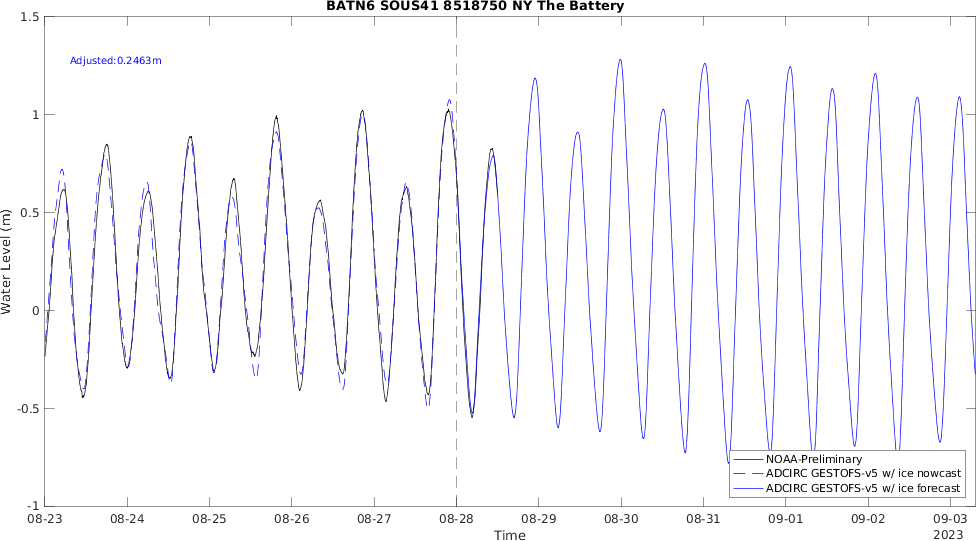 BATN6 SOUS41 8518750 NY The Battery
Adjusted:0.2463m
Water Level (m)
1.5
1
0.5
0
-0.5
-1
NOAA-Preliminary
ADCIRC GESTOFS-v5 w/ ice nowcast
ADCIRC GESTOFS-v5 w/ ice forecast
08-23 08-24 08-25 08-26 08-27 08-28 08-29 08-30 08-31 09-01 09-02 09-03
Time
2023